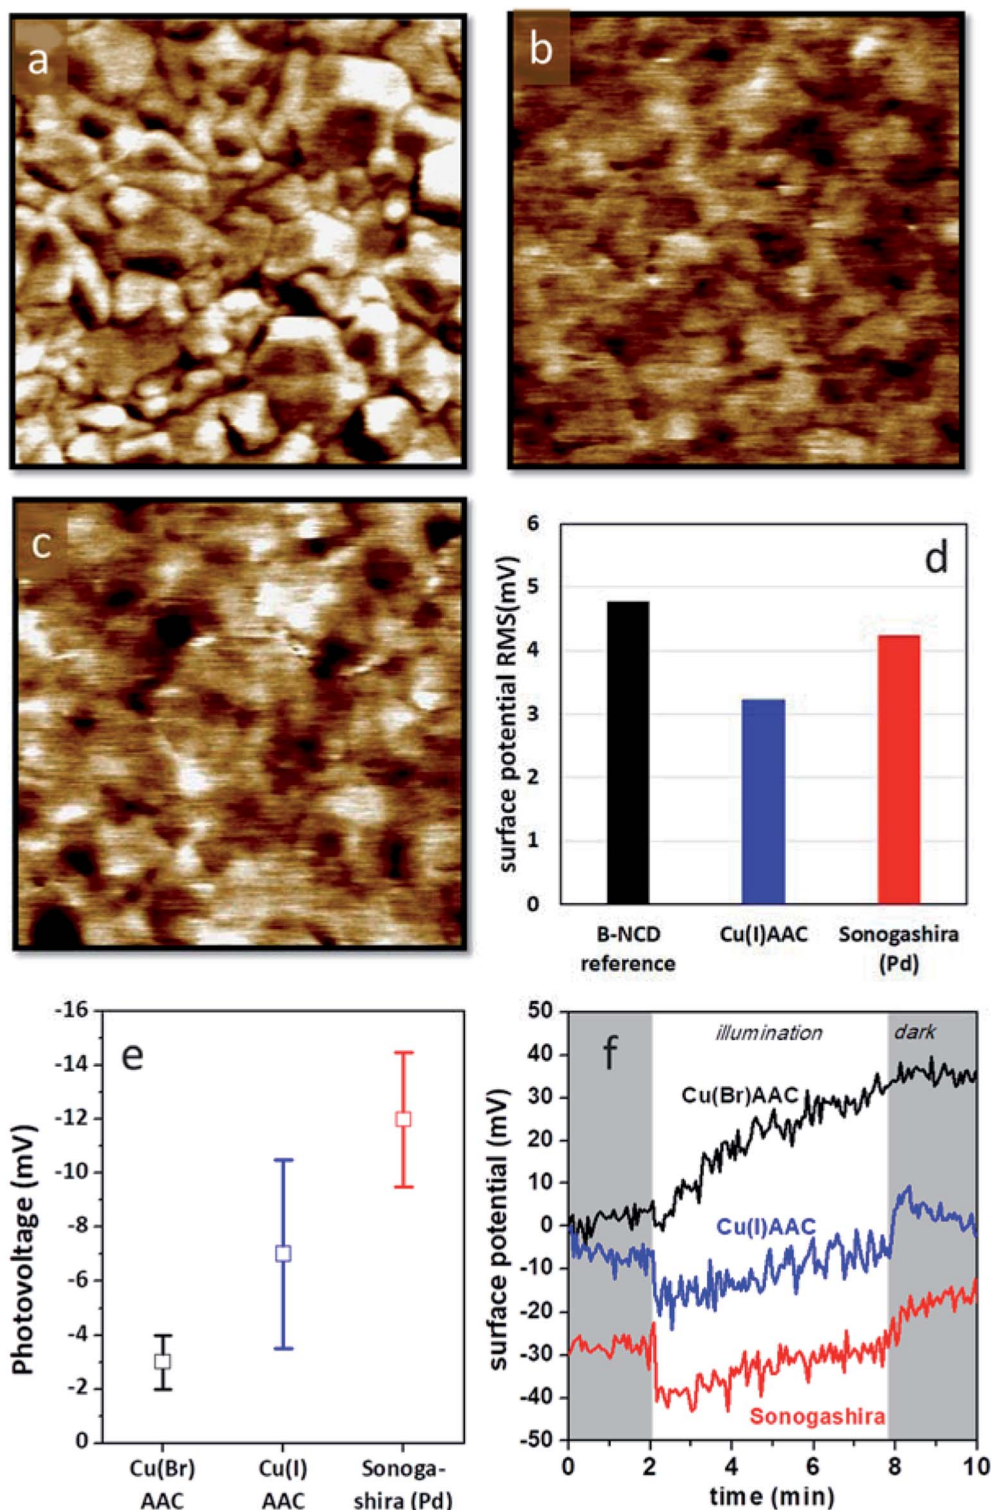 a
b
c
d
surface potential RMS(mV)
6
5
4
3
2
1
0
B-NCD
reference
Cu(I)AAC
Sonogashira
(Pd)
e
Photovoltage (mV)
-16
-14
-12
-10
-8
-6
-4
-2
0
Cu(Br)
AAC
Cu(I)
AAC
Sonoga-
shira (Pd)
f
surface potential (mV)
50
40
30
20
10
0
-10
-20
-30
-40
-50
illumination
dark
Cu(Br)AAC
Cu(I)AAC
Sonogashira
0 2 4 6 8 10
time (min)